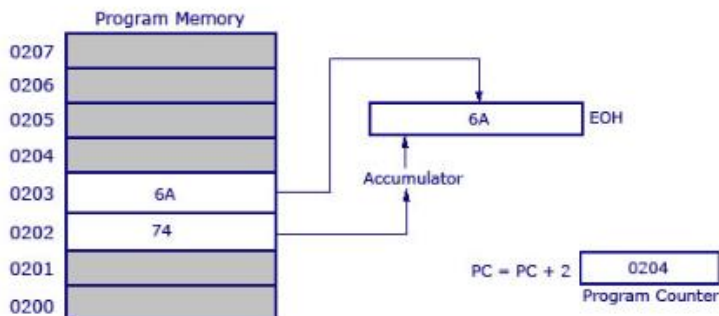 Program Memory
0207
0206
0205
0204
0203 6A
0202 74
0201
0200
6A EOH
Accumulator
PC = PC + 2 0204
Program Counter